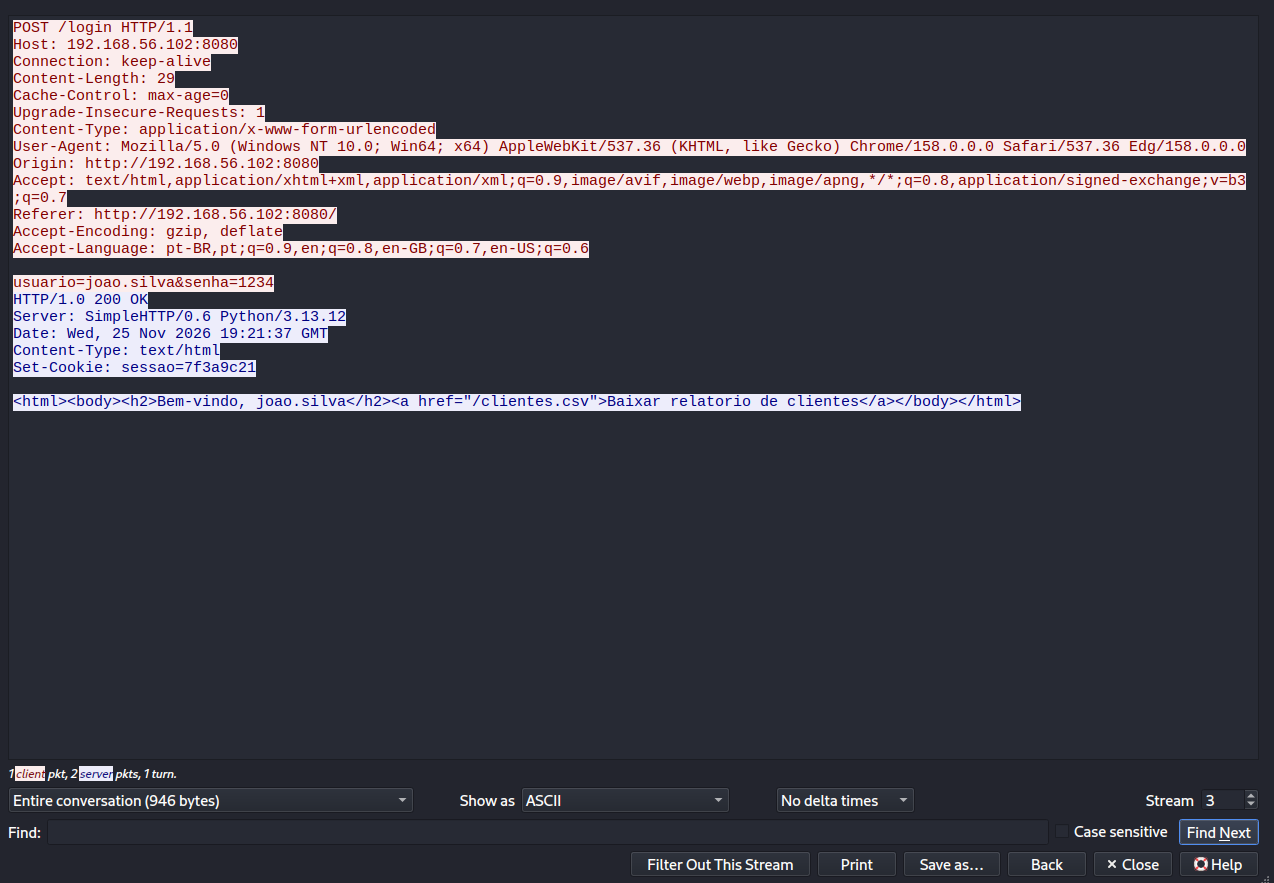 POST /login HTTP/1.1
Host: 192.168.56.102:8080
Connection: keep-alive
Content-Length: 29
Cache-Control: max-age=0
Upgrade-Insecure-Requests: 1
Content-Type: application/x-www-form-urlencoded
User-Agent: Mozilla/5.0 (Windows NT 10.0; Win64; x64) AppleWebKit/537.36 (KHTML, like Gecko) Chrome/158.0.0.0 Safari/537.36 Edg/158.0.0.0
Origin: http://192.168.56.102:8080
Accept: text/html,application/xhtml+xml,application/xml;q=0.9,image/avif,image/webp,image/apng,*/*;q=0.8,application/signed-exchange;v=b3
;q=0.7
Referer: http://192.168.56.102:8080/
Accept-Encoding: gzip, deflate
Accept-Language: pt-BR,pt;q=0.9,en;q=0.8,en-GB;q=0.7,en-US;q=0.6
usuario=joao.silva&senha=1234
HTTP/1.0 200 OK
Server: SimpleHTTP/0.6 Python/3.13.12
Date: Wed, 25 Nov 2026 19:21:37 GMT
Content-Type: text/html
Set-Cookie: sessao=7f3a9c21
<html><body><h2>Bem-vindo, joao.silva</h2><a href="/clientes.csv">Baixar relatorio de clientes</a></body></html>
1 client pkt, 2 server pkts, 1 turn.
Entire conversation (946 bytes) Show as ASCII No delta times Stream 3
Find: Case sensitive Find Next
Filter Out This Stream Print Save as… Back Close Help